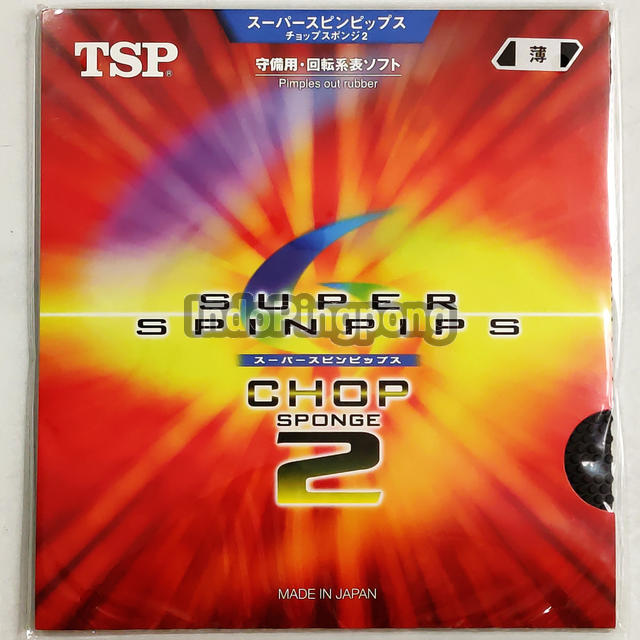 スーパースピンピップス
チョップスポンジ2
TSP®
薄
守備用・回転系表ソフト
Pimples out rubber
SUPER
SPINPIPS
IndoPingpong
スーパースピンピップス
CHOP
SPONGE
2
MADE IN JAPAN